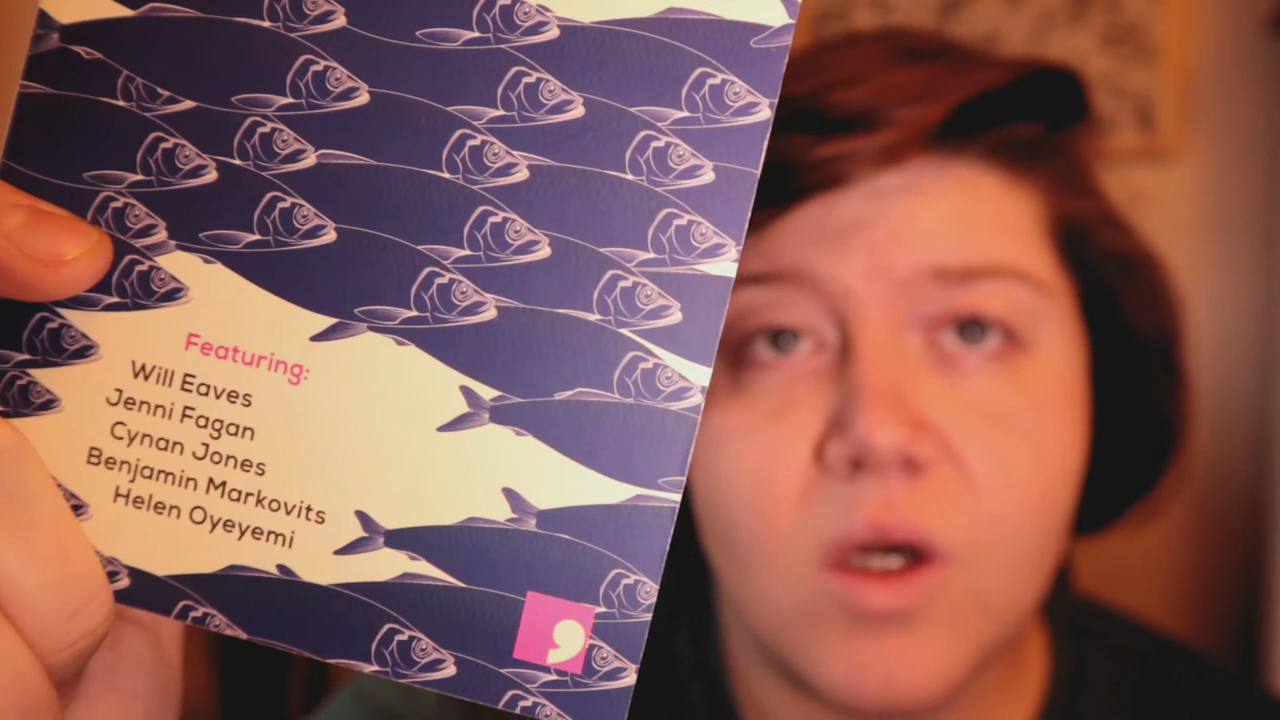 Featuring:
Will Eaves
Jenni Fagan
Cynan Jones
Benjamin Markovits
Helen Oyeyemi